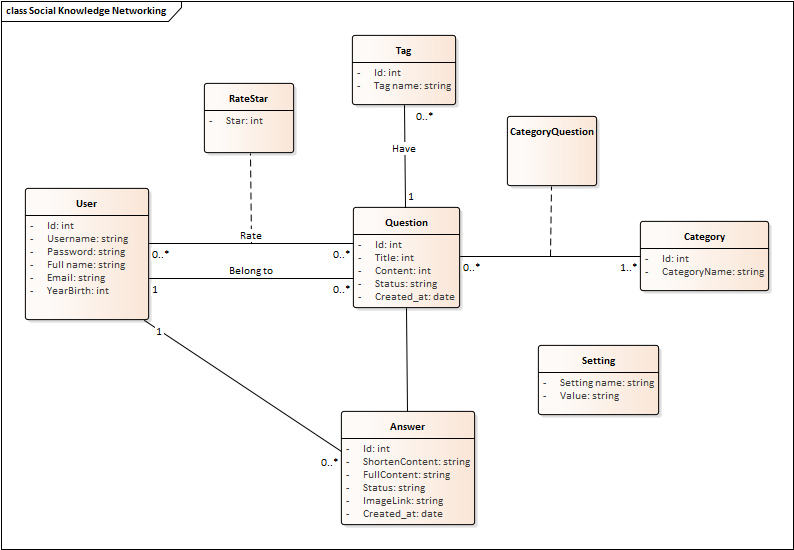 class Social Knowledge Networking
Tag
- Id: int
- Tag name: string
0..*
Have
1
RateStar
- Star: int
CategoryQuestion
User
- Id: int
- Username: string
- Password: string
- Full name: string
- Email: string
- YearBirth: int
Rate
0..*
0..*
Belong to
1
0..*
Question
- Id: int
- Title: int
- Content: int
- Status: string
- Created_at: date
0..*
1..*
Category
- Id: int
- CategoryName: string
Setting
- Setting name: string
- Value: string
1
0..*
Answer
- Id: int
- ShortenContent: string
- FullContent: string
- Status: string
- ImageLink: string
- Created_at: date